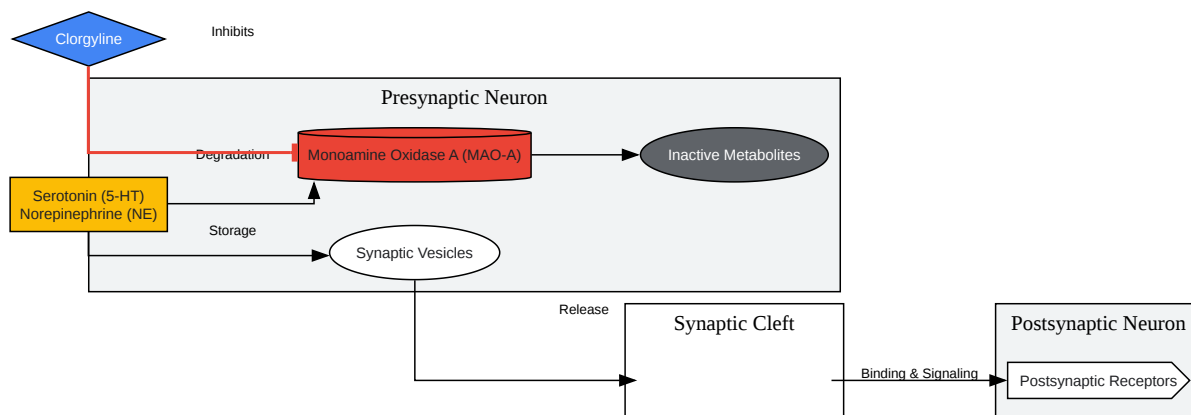 Clorgyline
Inhibits
Presynaptic Neuron
Degradation
Monoamine Oxidase A (MAO-A)
Inactive Metabolites
Serotonin (5-HT)
Norepinephrine (NE)
Storage
Synaptic Vesicles
Release
Synaptic Cleft
Postsynaptic Neuron
Binding & Signaling
Postsynaptic Receptors